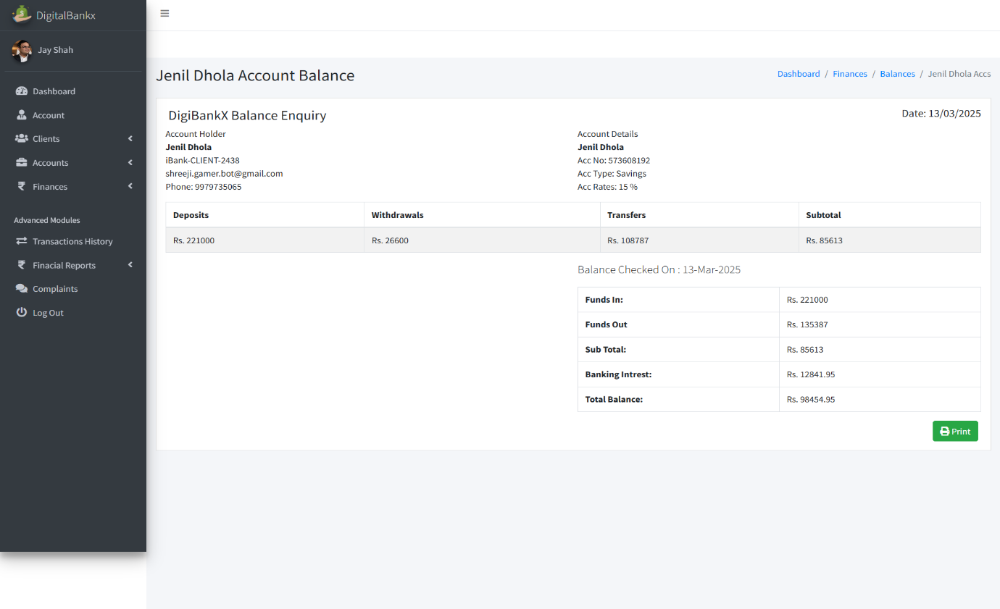 DigitalBankx
Jay Shah
Dashboard
Account
Clients
Accounts
Finances
Advanced Modules
Transactions History
Finacial Reports
Complaints
Log Out
Jenil Dhola Account Balance
Dashboard / Finances / Balances / Jenil Dhola Accs
DigiBankX Balance Enquiry
Date: 13/03/2025
Account Holder
Jenil Dhola
iBank-CLIENT-2438
shreeji.gamer.bot@gmail.com
Phone: 9979735065
Account Details
Jenil Dhola
Acc No: 573608192
Acc Type: Savings
Acc Rates: 15 %
Deposits Withdrawals Transfers Subtotal
Rs. 221000 Rs. 26600 Rs. 108787 Rs. 85613
Balance Checked On : 13-Mar-2025
Funds In: Rs. 221000
Funds Out Rs. 135387
Sub Total: Rs. 85613
Banking Intrest: Rs. 12841.95
Total Balance: Rs. 98454.95
Print